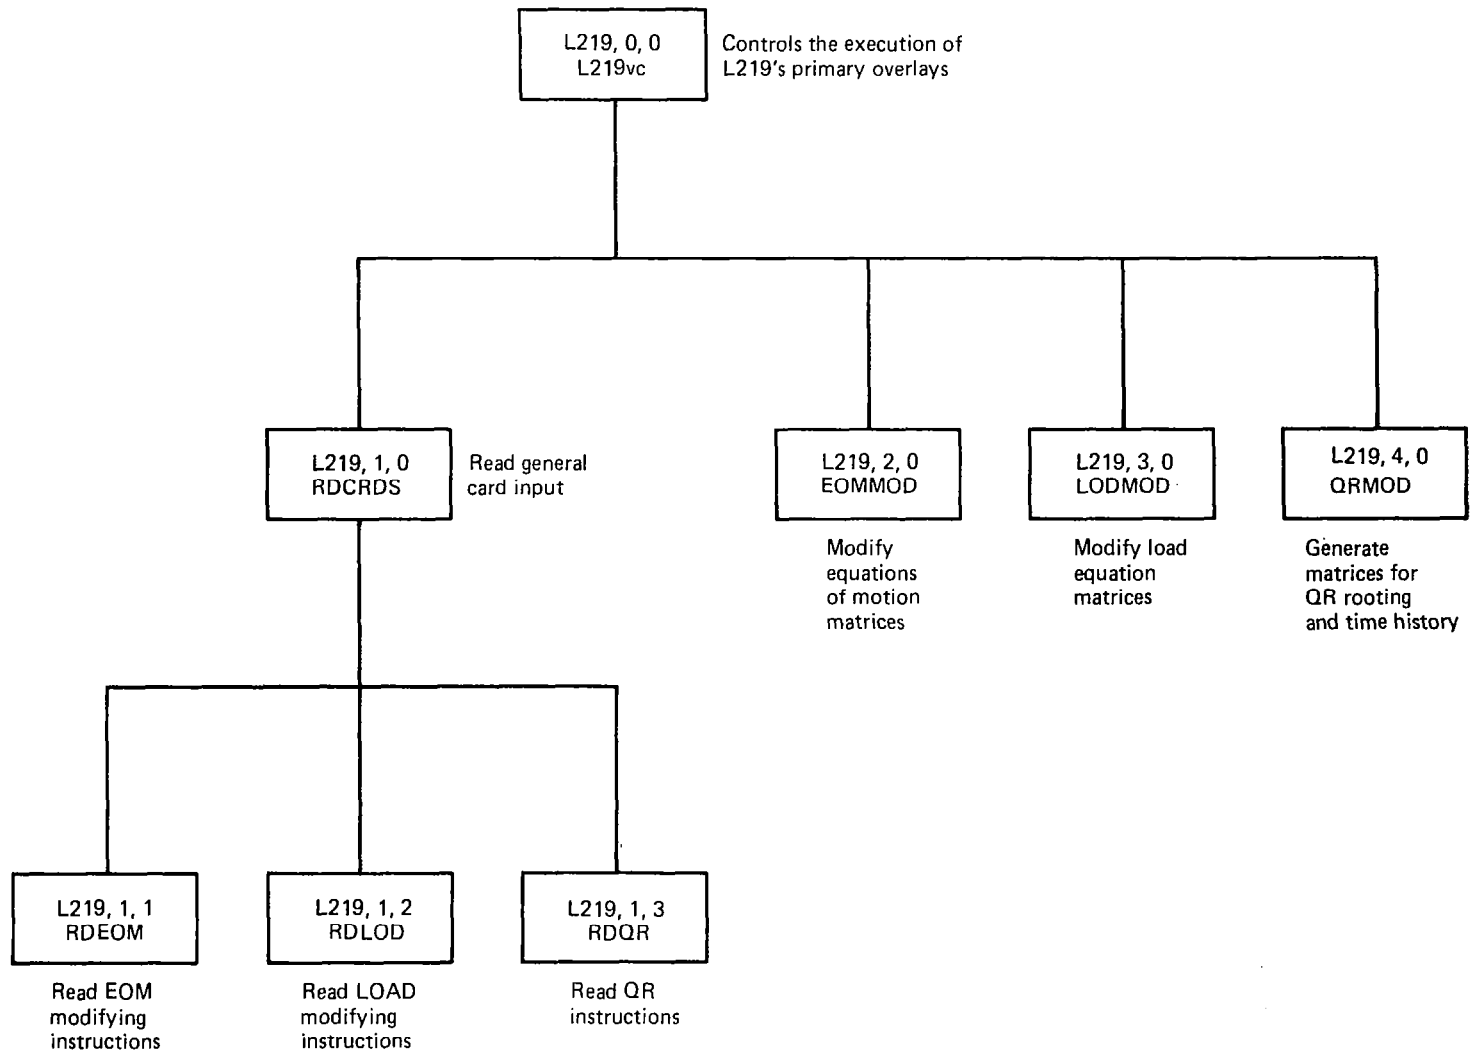 L219, 0, 0
L219vc
Controls the execution of
L219's primary overlays
L219, 1, 0
RDCRDS
Read general
card input
L219, 2, 0
EOMMOD
Modify
equations
of motion
matrices
L219, 3, 0
LODMOD
Modify load
equation
matrices
L219, 4, 0
QRMOD
Generate
matrices for
QR rooting
and time history
L219, 1, 1
RDEOM
Read EOM
modifying
instructions
L219, 1, 2
RDLOD
Read LOAD
modifying
instructions
L219, 1, 3
RDQR
Read QR
instructions